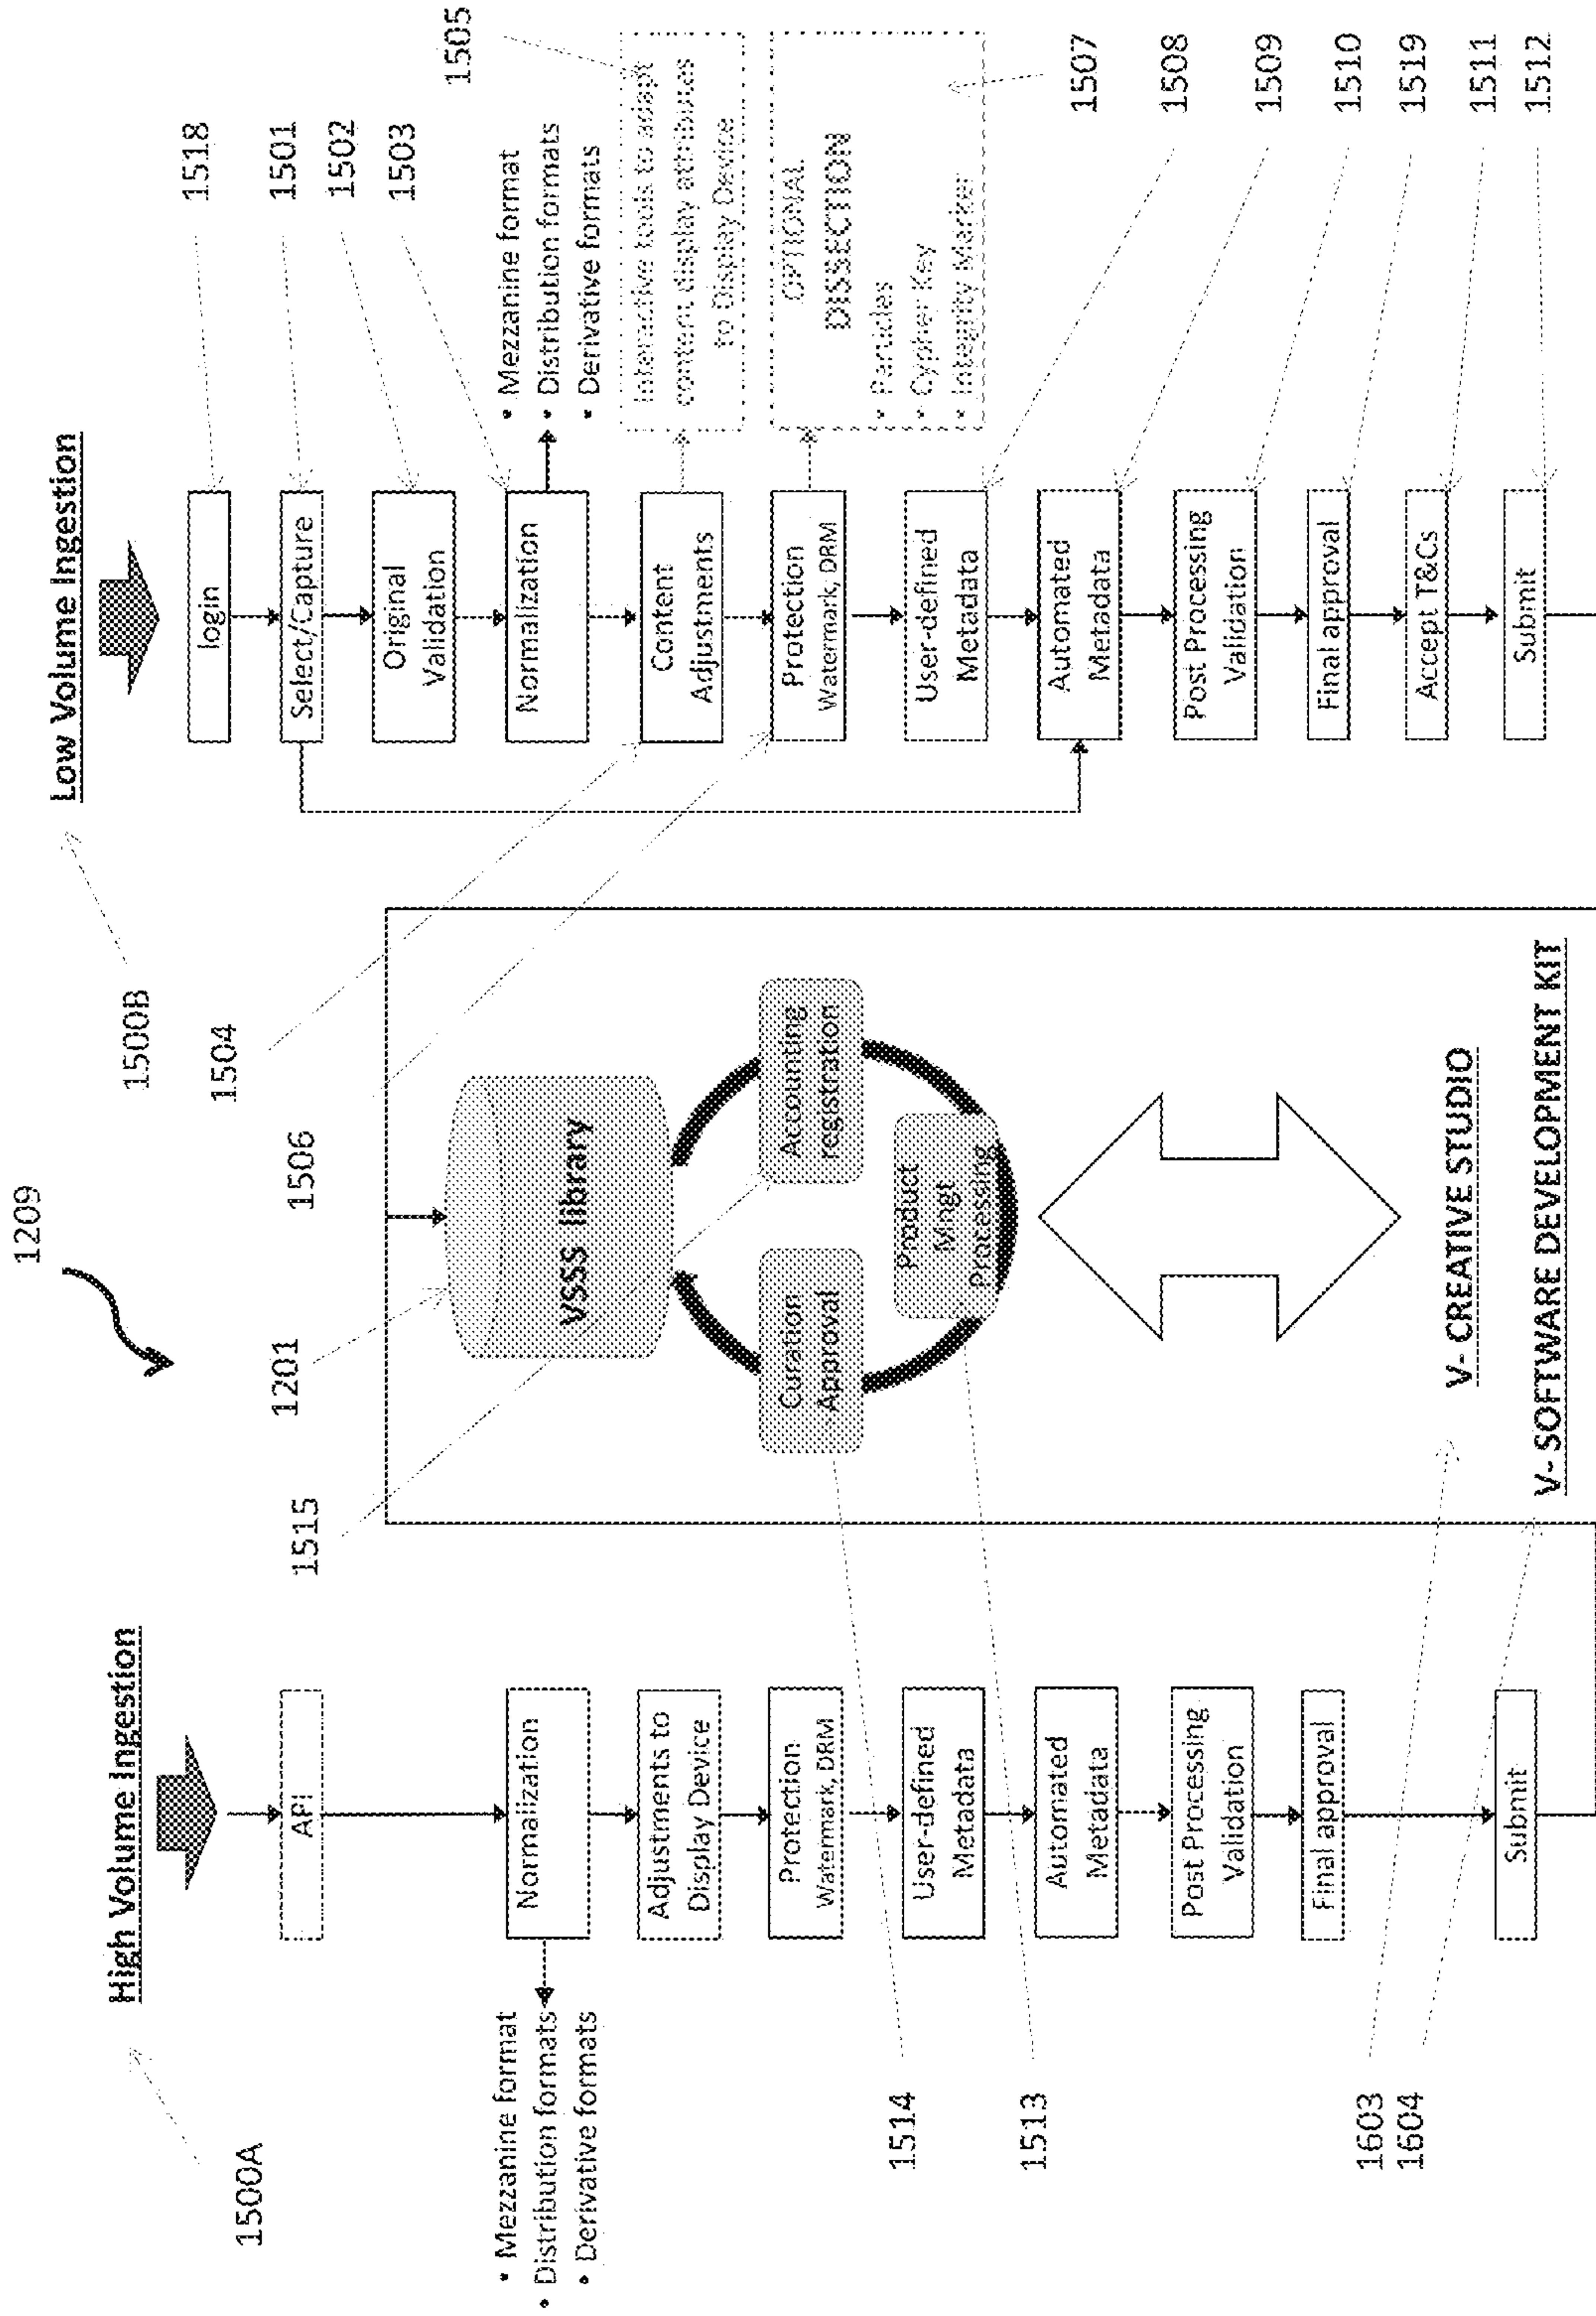 1209
High Volume Ingestion
1500A
API
Normalization
• Mezzanine format
• Distribution formats
• Derivative formats
Adjustments to
Display Device
Protection
Watermark, DRM
User-defined
Metadata
Automated
Metadata
Post Processing
Validation
Final approval
Submit
1515
1201
1506
1504
1500B
VSSS library
Curation
Approval
Accounting
registration
Product
Mngt
Processing
1514
1513
1603
1604
V- CREATIVE STUDIO
V- SOFTWARE DEVELOPMENT KIT
Low Volume Ingestion
login
Select/Capture
Original
Validation
Normalization
• Mezzanine format
• Distribution formats
• Derivative formats
Content
Adjustments
Interactive tools to adapt
content display attributes
to Display Device
Protection
Watermark, DRM
OPTIONAL
DISSECTION
• Particles
• Cypher Key
• Integrity Marker
User-defined
Metadata
Automated
Metadata
Post Processing
Validation
Final approval
Accept T&Cs
Submit
1518
1501
1502
1503
1505
1507
1508
1509
1510
1519
1511
1512